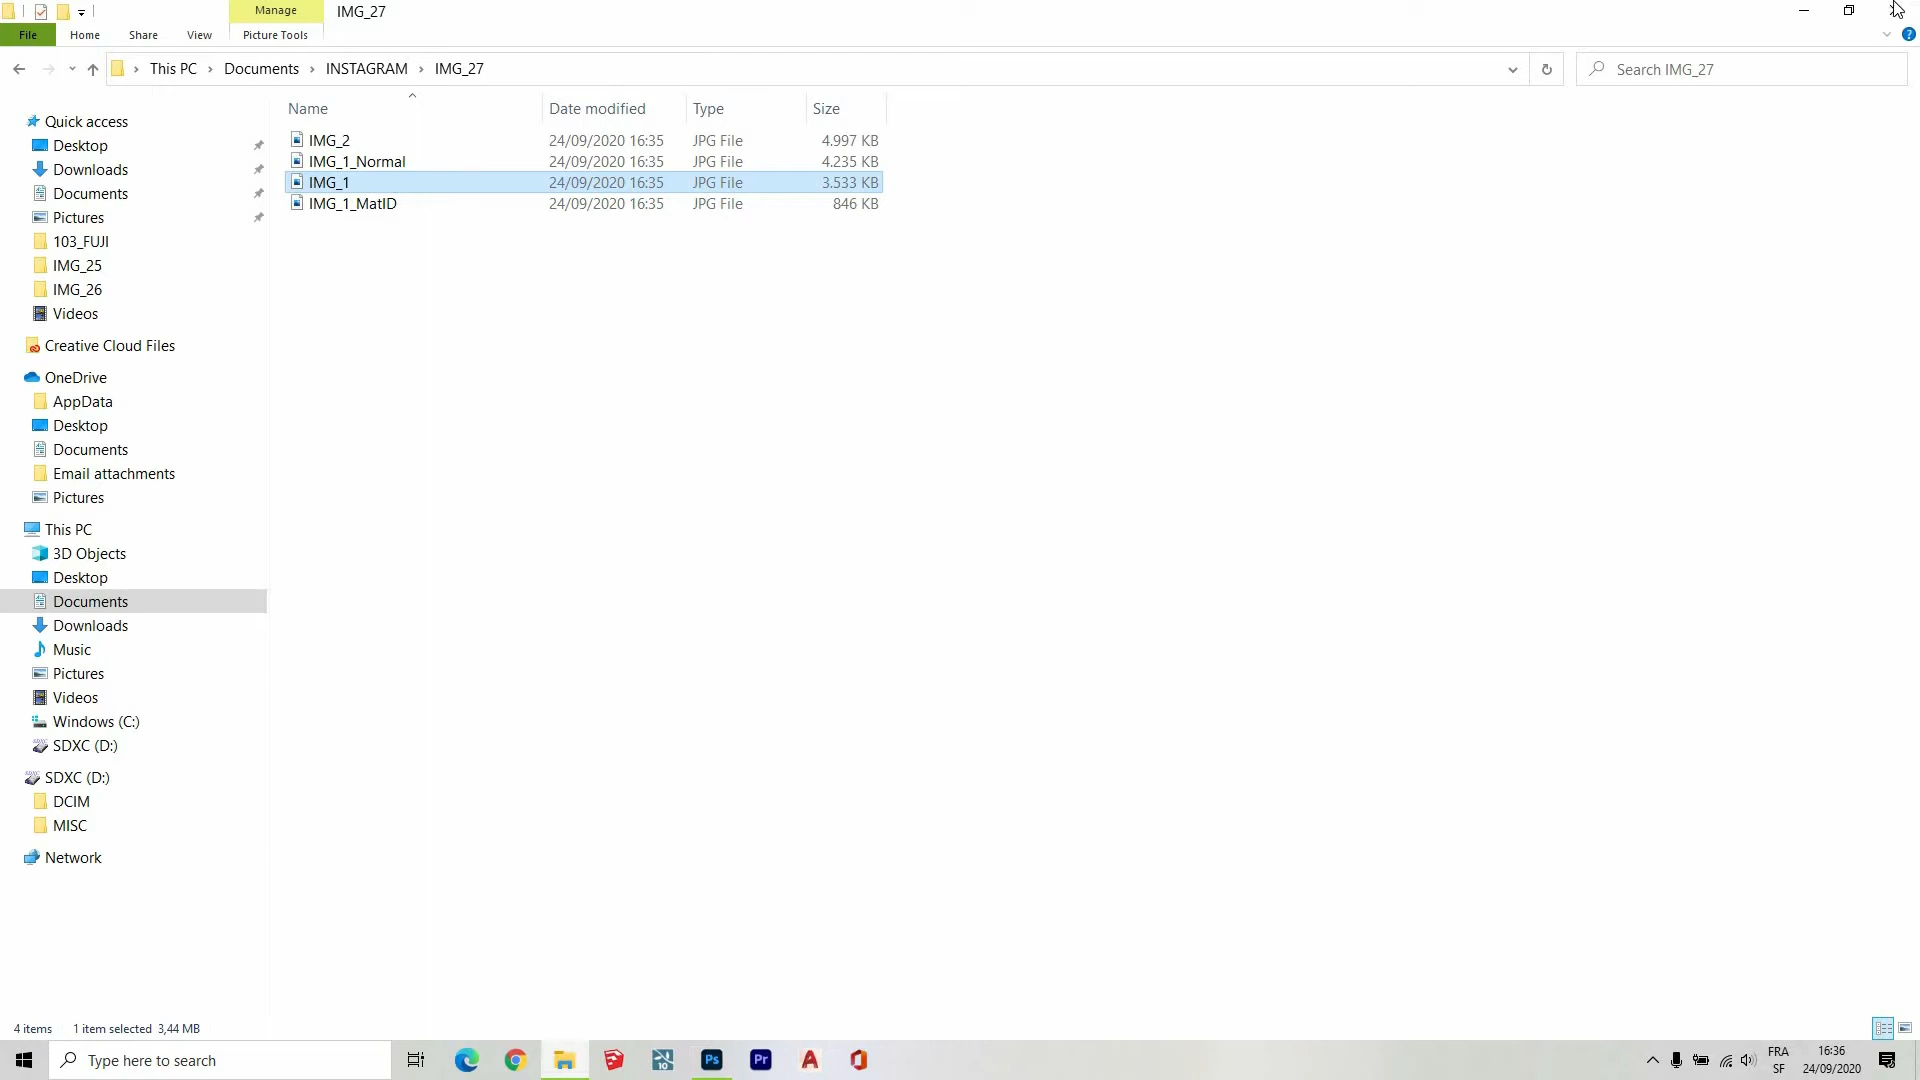 Manage
IMG_27
File
Home
Share
View
Picture Tools
This PC
Documents
INSTAGRAM
IMG_27
Search IMG_27
Name
Date modified
Type
Size
IMG_2 24/09/2020 16:35 JPG File 4.997 KB
IMG_1_Normal 24/09/2020 16:35 JPG File 4.235 KB
IMG_1 24/09/2020 16:35 JPG File 3.533 KB
IMG_1_MatID 24/09/2020 16:35 JPG File 846 KB
Quick access
Desktop
Downloads
Documents
Pictures
103_FUJI
IMG_25
IMG_26
Videos
Creative Cloud Files
OneDrive
AppData
Desktop
Documents
Email attachments
Pictures
This PC
3D Objects
Desktop
Documents
Downloads
Music
Pictures
Videos
Windows (C:)
SDXC (D:)
SDXC (D:)
DCIM
MISC
Network
4 items 1 item selected 3,44 MB
Type here to search
10
Ps
Pr
FRA
SF
16:36
24/09/2020